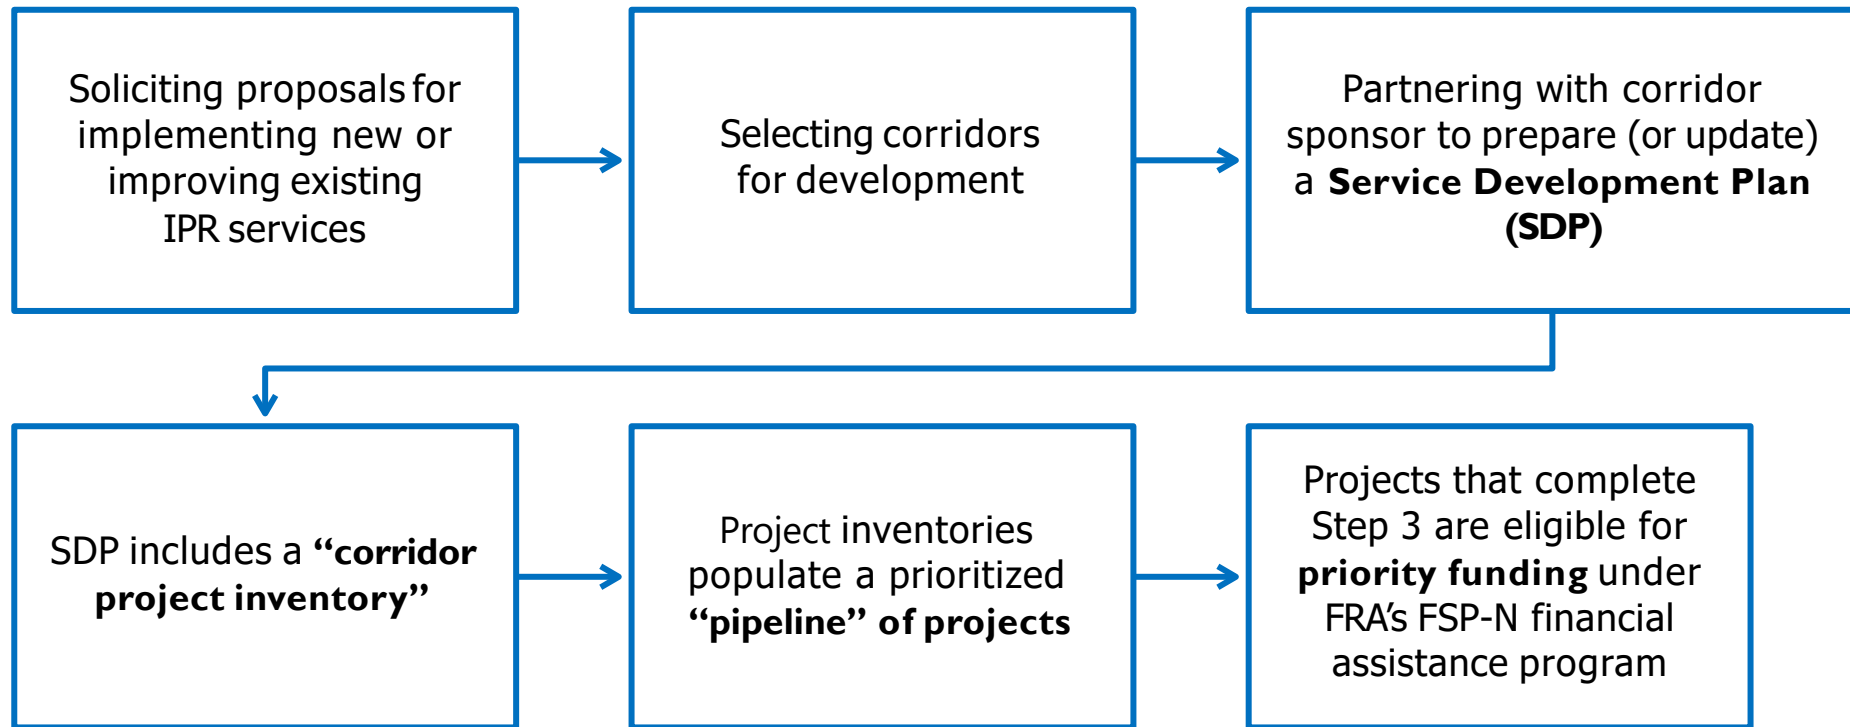 Soliciting proposals for
implementing new or
improving existing
IPR services
Selecting corridors
for development
Partnering with corridor
sponsor to prepare (or update)
a Service Development Plan
(SDP)
SDP includes a “corridor
project inventory”
Project inventories
populate a prioritized
“pipeline” of projects
Projects that complete
Step 3 are eligible for
priority funding under
FRA’s FSP-N financial
assistance program